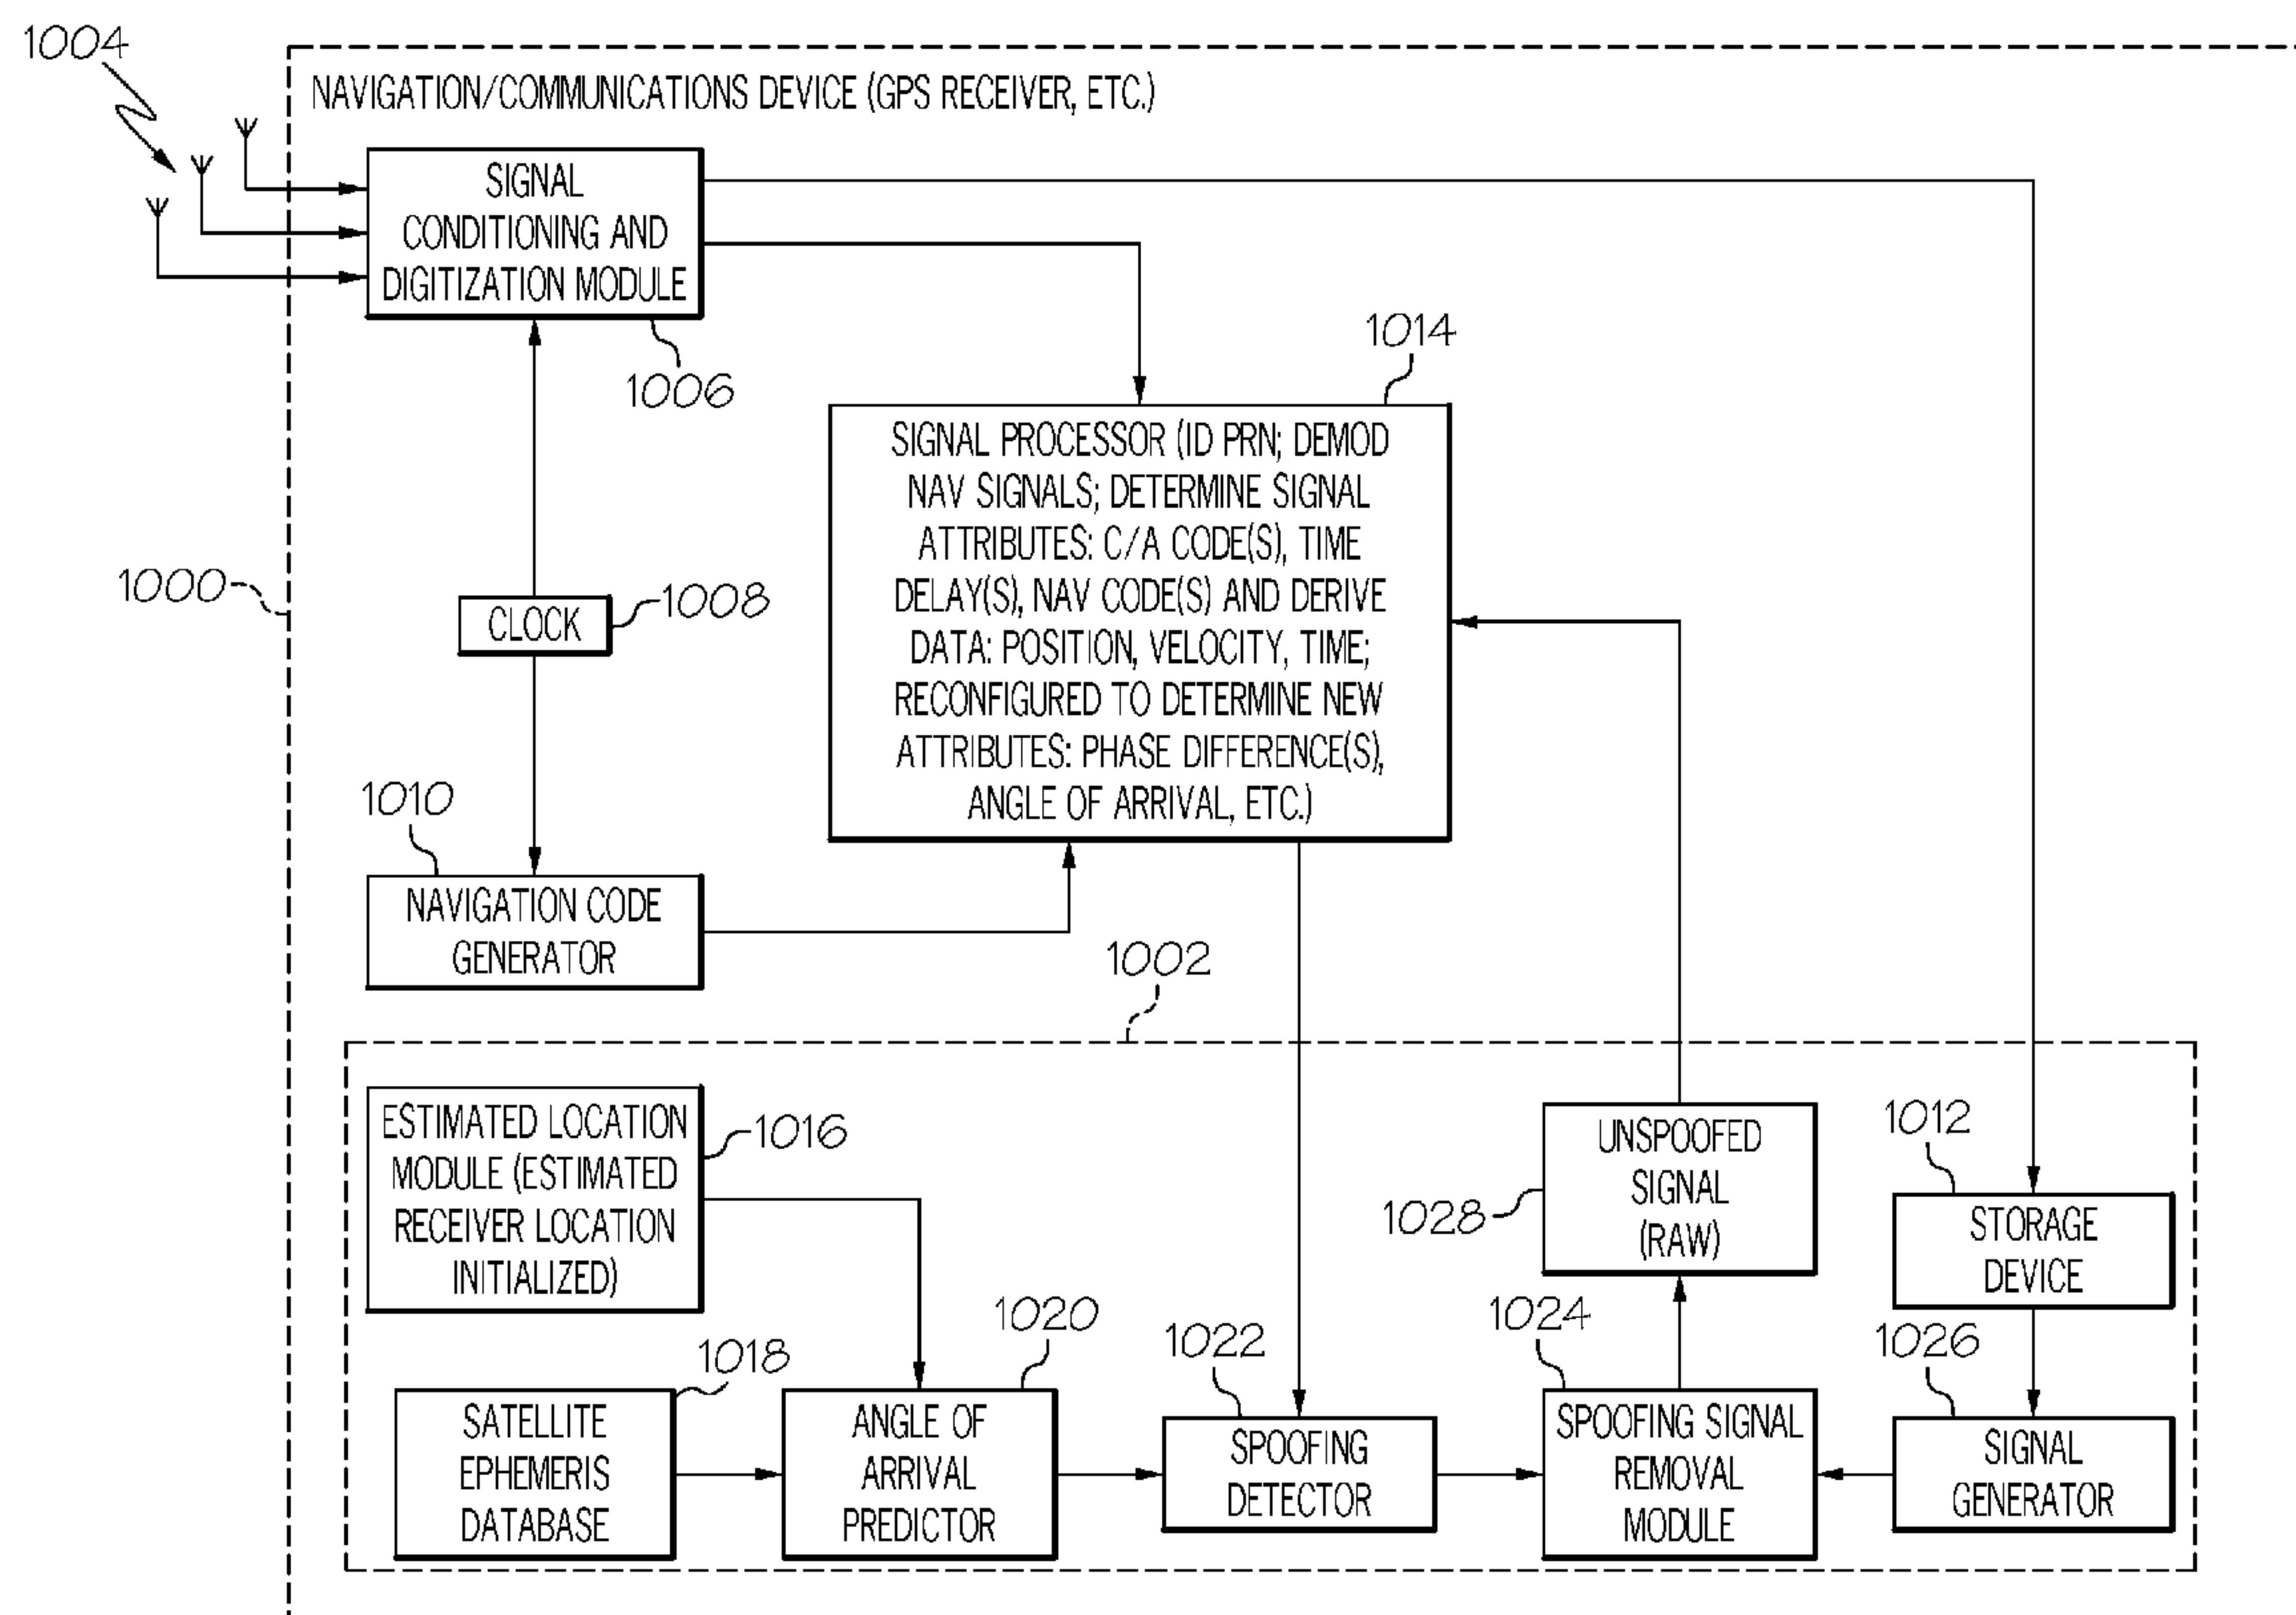 1004
NAVIGATION/COMMUNICATIONS DEVICE (GPS RECEIVER, ETC.)
SIGNAL
CONDITIONING AND
DIGITIZATION MODULE
1006
1014
SIGNAL PROCESSOR (ID PRN; DEMOD
NAV SIGNALS; DETERMINE SIGNAL
ATTRIBUTES: C/A CODE(S), TIME
DELAY(S), NAV CODE(S) AND DERIVE
DATA: POSITION, VELOCITY, TIME;
RECONFIGURED TO DETERMINE NEW
ATTRIBUTES: PHASE DIFFERENCE(S),
ANGLE OF ARRIVAL, ETC.)
1000
CLOCK
1008
1010
NAVIGATION CODE
GENERATOR
1002
ESTIMATED LOCATION
MODULE (ESTIMATED
RECEIVER LOCATION
INITIALIZED)
1016
UNSPOOFED
SIGNAL
(RAW)
1028
1012
STORAGE
DEVICE
1018
SATELLITE
EPHEMERIS
DATABASE
1020
ANGLE OF
ARRIVAL
PREDICTOR
1022
SPOOFING
DETECTOR
1024
SPOOFING SIGNAL
REMOVAL
MODULE
1026
SIGNAL
GENERATOR